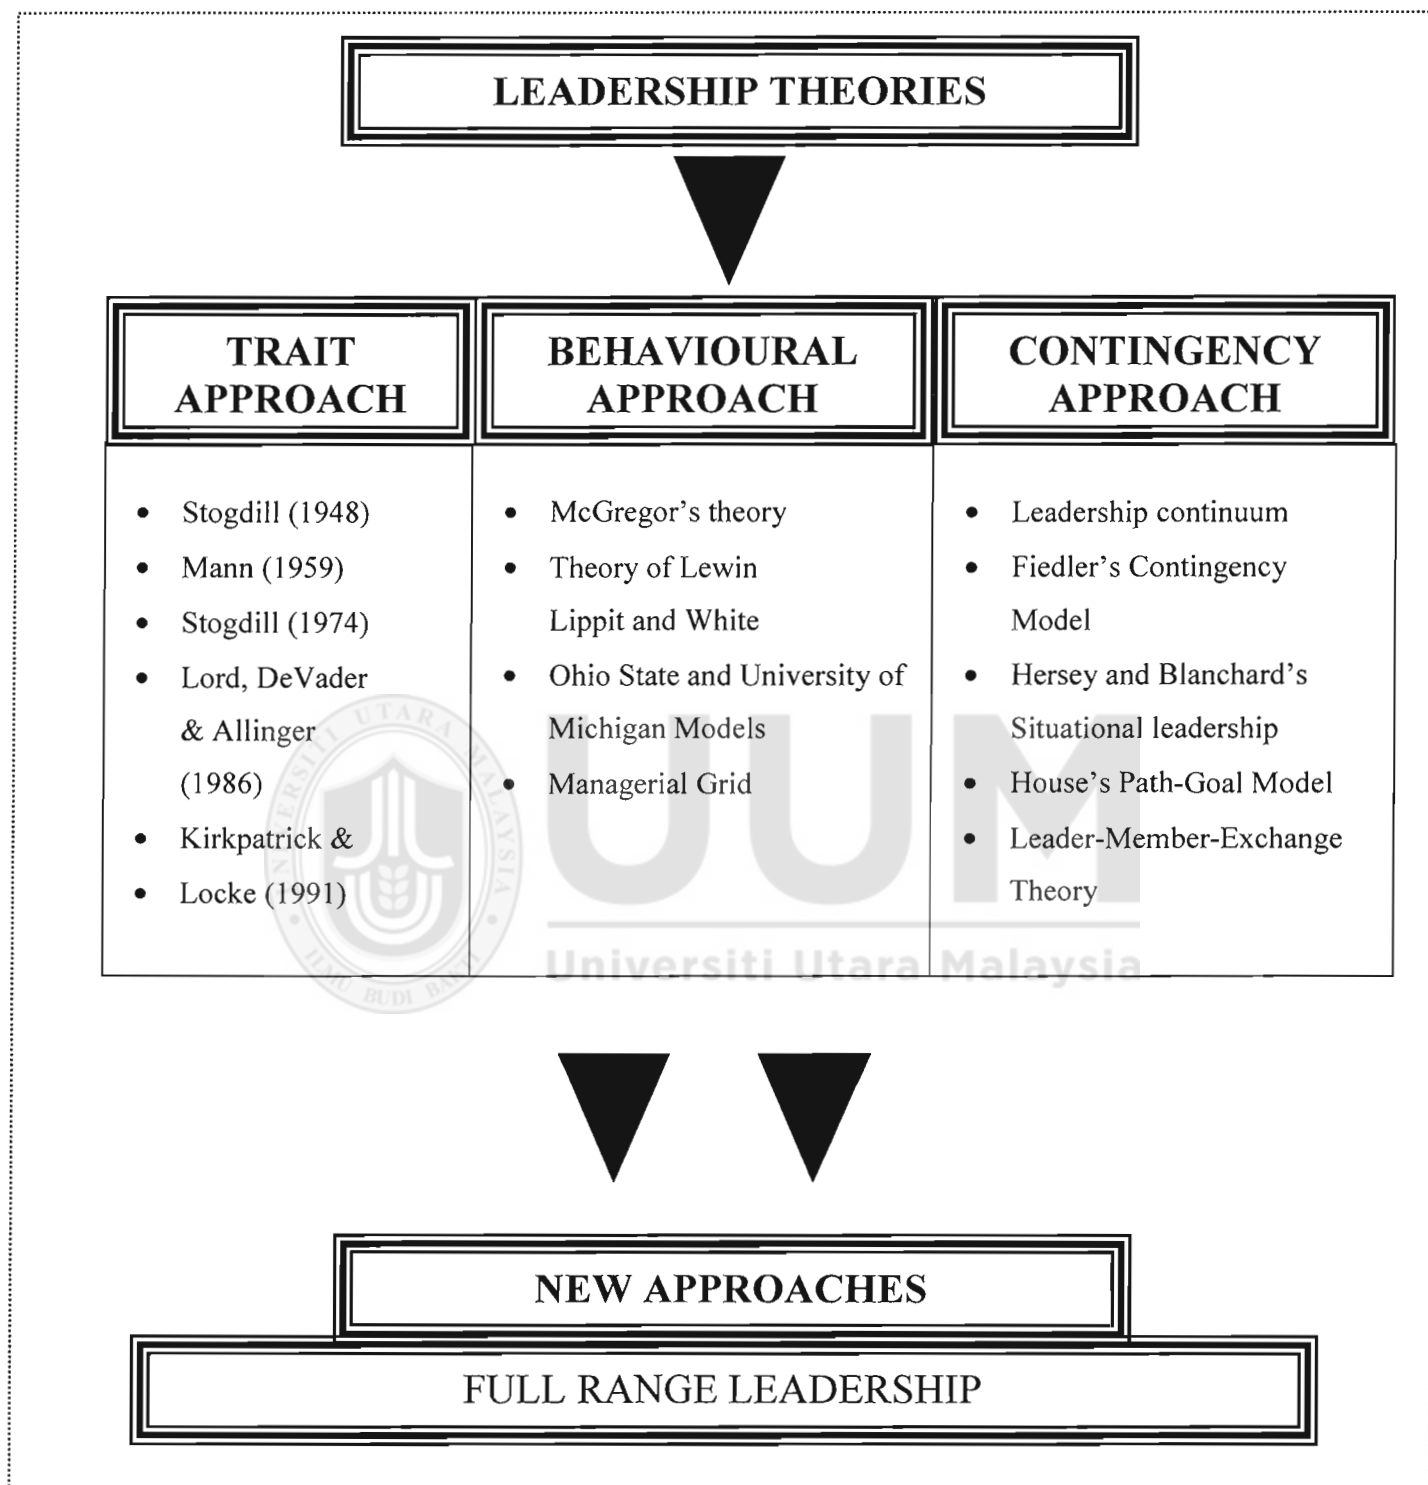 LEADERSHIP THEORIES
TRAIT
APPROACH
• Stogdill (1948)
• Mann (1959)
• Stogdill (1974)
• Lord, DeVader
& Allinger
(1986)
• Kirkpatrick &
• Locke (1991)
BEHAVIOURAL
APPROACH
• McGregor's theory
• Theory of Lewin
Lippit and White
• Ohio State and University of
Michigan Models
• Managerial Grid
CONTINGENCY
APPROACH
• Leadership continuum
• Fiedler's Contingency
Model
• Hersey and Blanchard's
Situational leadership
• House's Path-Goal Model
• Leader-Member-Exchange
Theory
UNIVERSITI UTARA MALAYSIA
ILMU BUDI BAKTI
UUM
Universiti Utara Malaysia
NEW APPROACHES
FULL RANGE LEADERSHIP